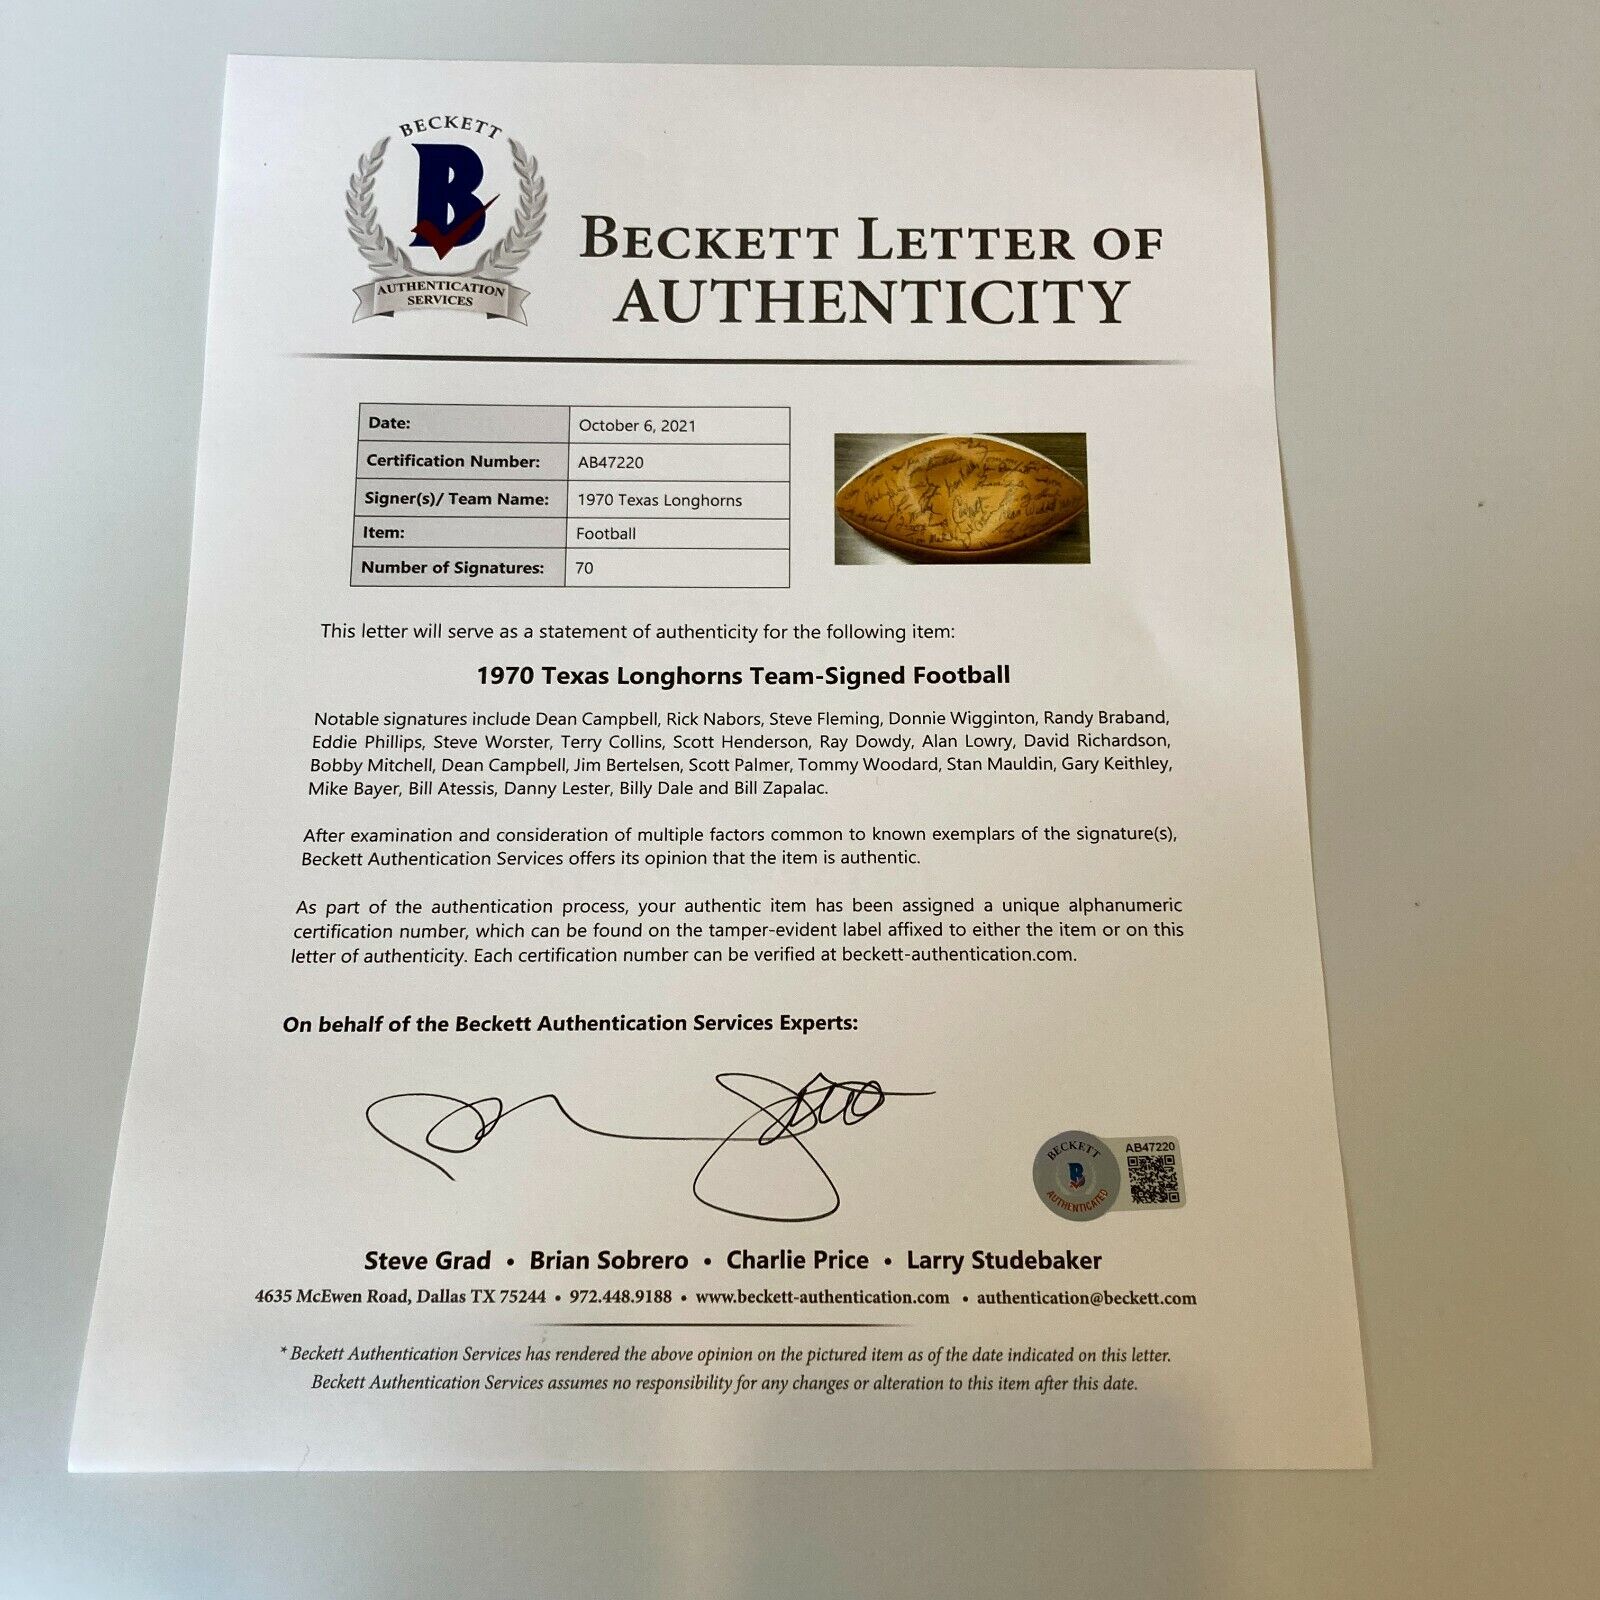 BECKETT
B
AUTHENTICATION
SERVICES
BECKETT LETTER OF
AUTHENTICITY
Date: October 6, 2021
Certification Number: AB47220
Signer(s)/ Team Name: 1970 Texas Longhorns
Item: Football
Number of Signatures: 70
This letter will serve as a statement of authenticity for the following item:
1970 Texas Longhorns Team-Signed Football
Notable signatures include Dean Campbell, Rick Nabors, Steve Fleming, Donnie Wigginton, Randy Braband,
Eddie Phillips, Steve Worster, Terry Collins, Scott Henderson, Ray Dowdy, Alan Lowry, David Richardson,
Bobby Mitchell, Dean Campbell, Jim Bertelsen, Scott Palmer, Tommy Woodard, Stan Mauldin, Gary Keithley,
Mike Bayer, Bill Atessis, Danny Lester, Billy Dale and Bill Zapalac.
After examination and consideration of multiple factors common to known exemplars of the signature(s),
Beckett Authentication Services offers its opinion that the item is authentic.
As part of the authentication process, your authentic item has been assigned a unique alphanumeric
certification number, which can be found on the tamper-evident label affixed to either the item or on this
letter of authenticity. Each certification number can be verified at beckett-authentication.com.
On behalf of the Beckett Authentication Services Experts:
BECKETT
B
AUTHENTICATED
AB47220
Steve Grad • Brian Sobrero • Charlie Price • Larry Studebaker
4635 McEwen Road, Dallas TX 75244 • 972.448.9188 • www.beckett-authentication.com • authentication@beckett.com
* Beckett Authentication Services has rendered the above opinion on the pictured item as of the date indicated on this letter.
Beckett Authentication Services assumes no responsibility for any changes or alteration to this item after this date.